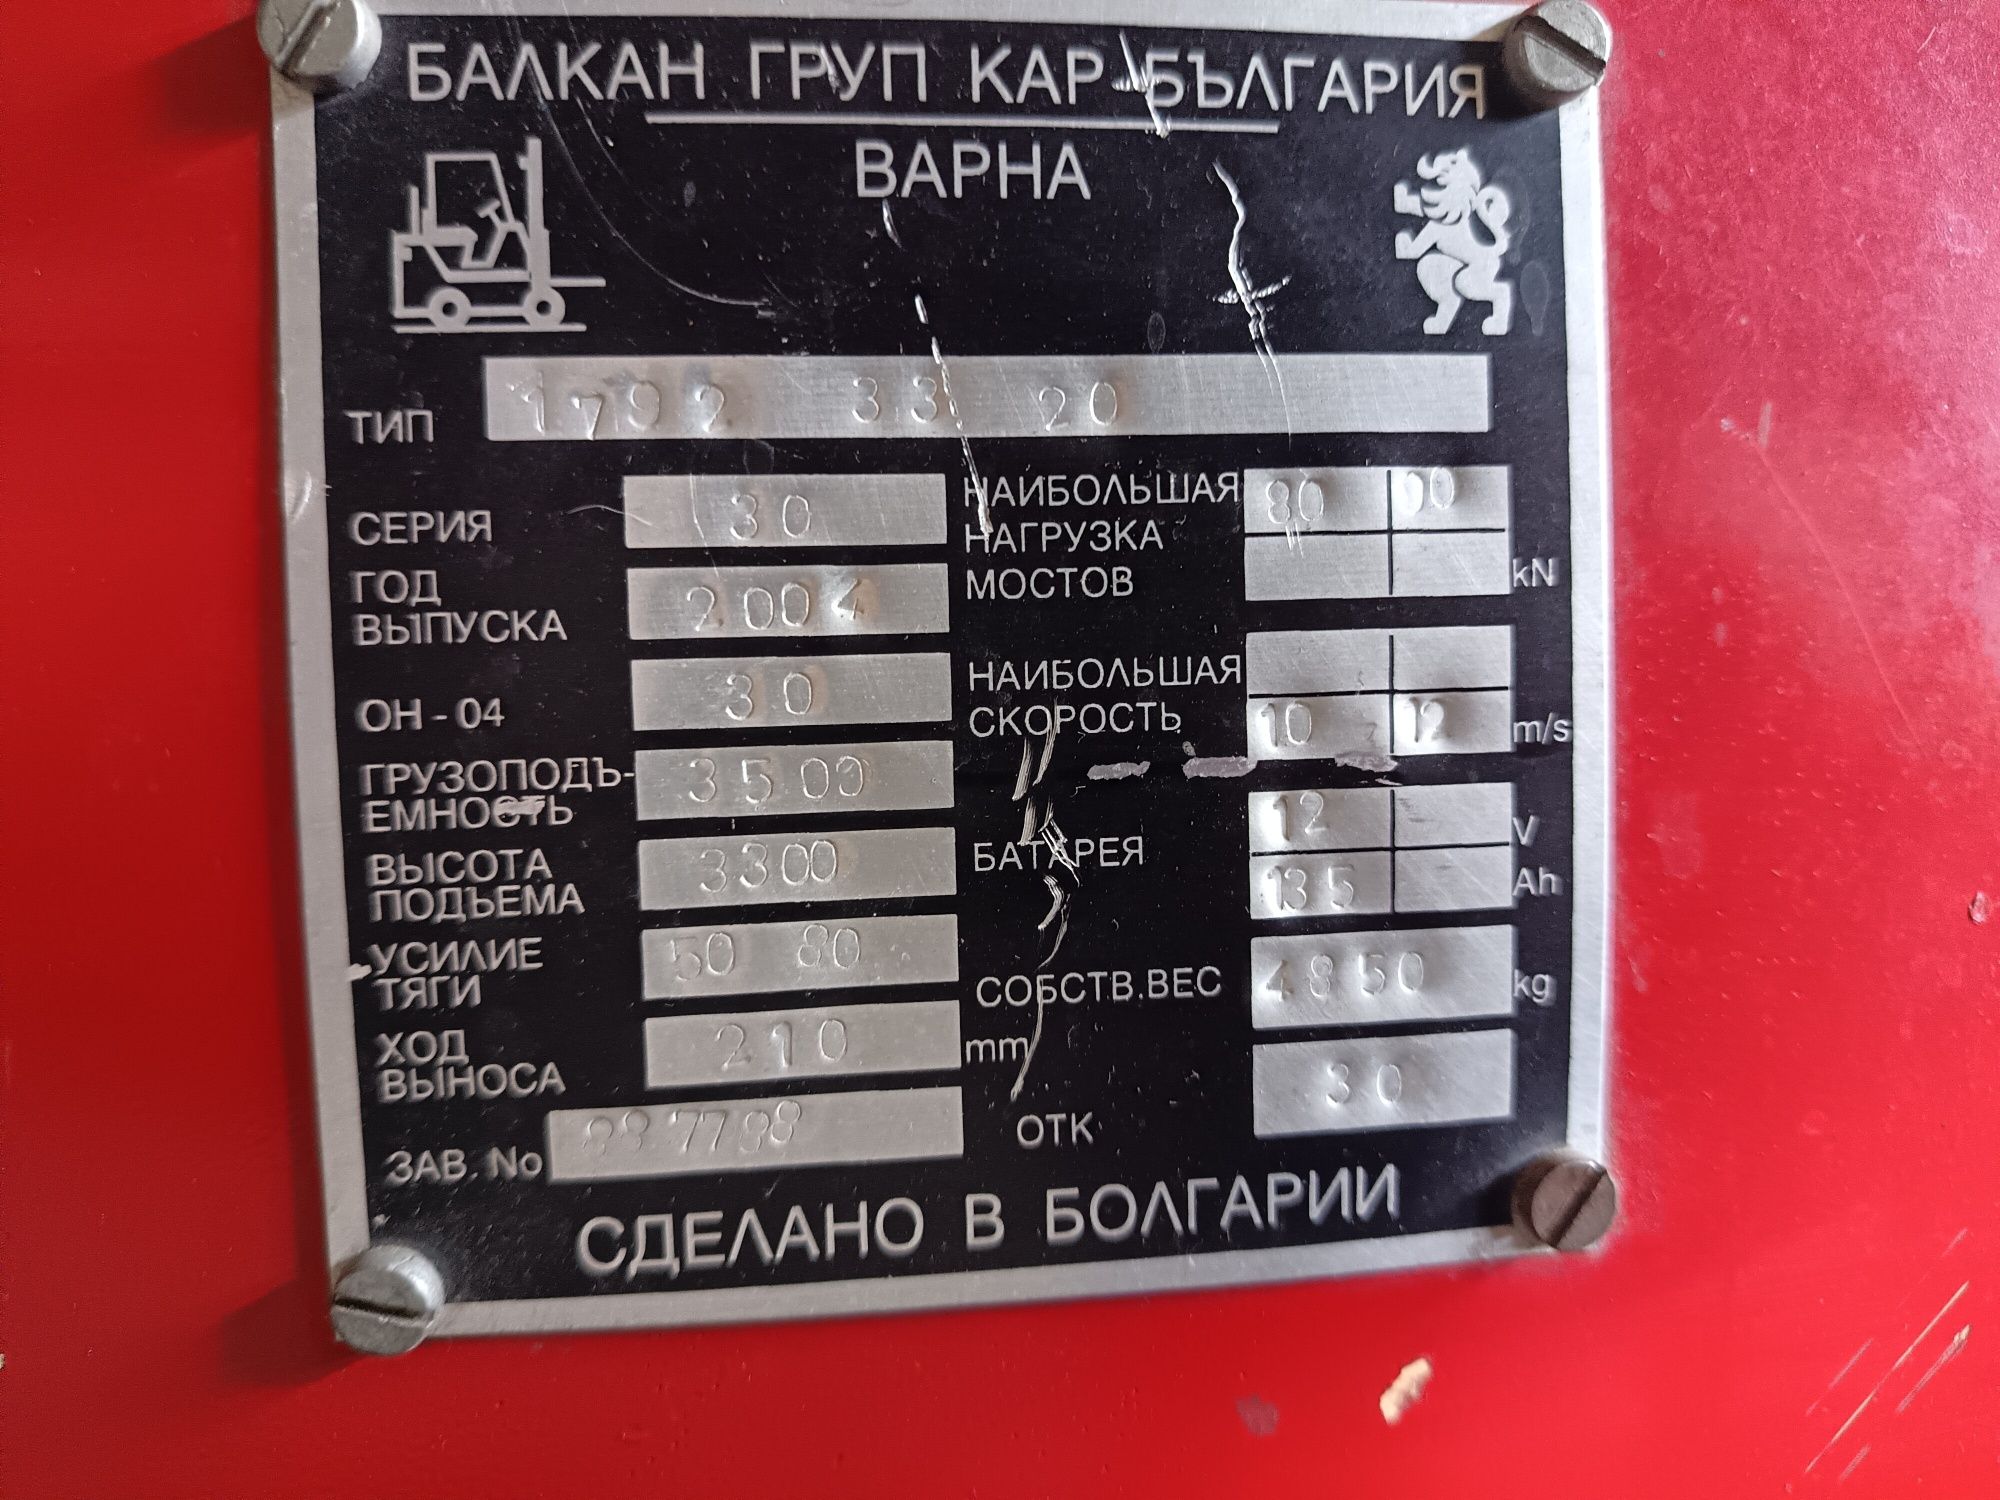 БАЛКАН ГРУП КАР-БЪЛГАРИЯ
ВАРНА
ТИП 1792 33 20
СЕРИЯ 30
ГОД ВЫПУСКА 2004
ОН - 04 30
ГРУЗОПОДЪ-
ЕМНОСТЬ 3500
ВЫСОТА ПОДЪЕМА 3300
УСИЛИЕ ТЯГИ 50 80
ХОД ВЫНОСА 210 mm
ЗАВ. No
НАИБОЛЬШАЯ НАГРУЗКА МОСТОВ 80 00 kN
НАИБОЛЬШАЯ СКОРОСТЬ 10 12 m/s
БАТАРЕЯ 12 V
135 Ah
СОБСТВ.ВЕС 4850 kg
ОТК 30
СДЕЛАНО В БОЛГАРИИ